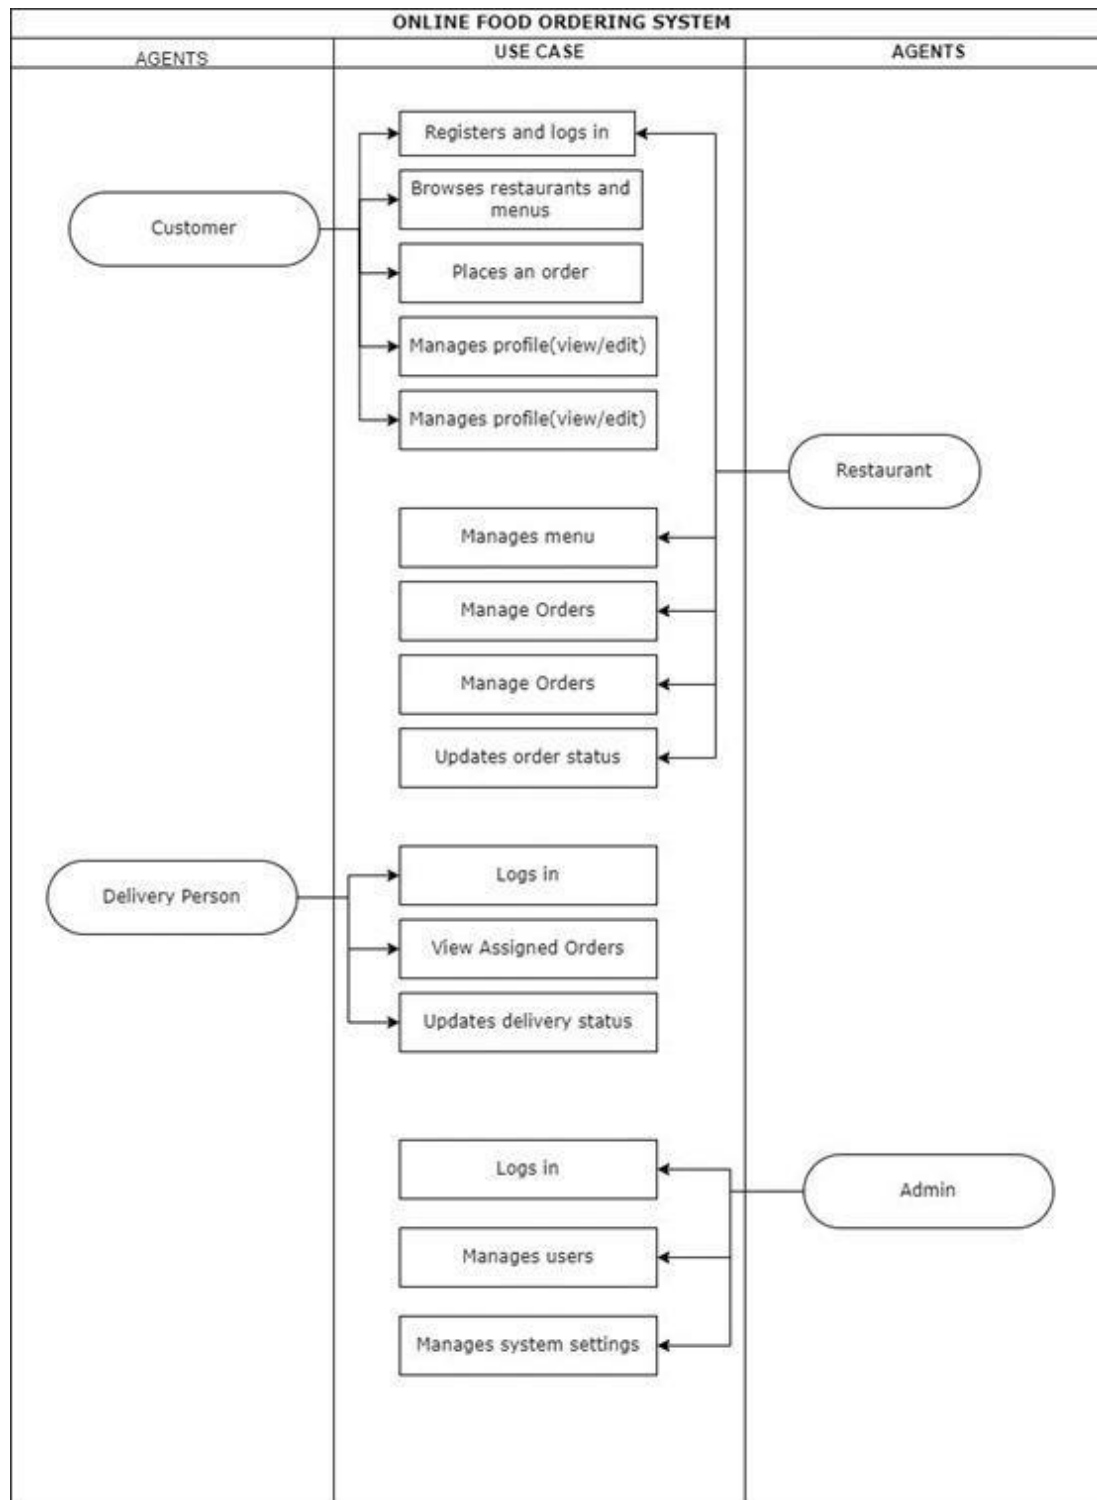 ONLINE FOOD ORDERING SYSTEM
AGENTS
USE CASE
AGENTS
Registers and logs in
Browses restaurants and
menus
Customer
Places an order
Manages profile(view/edit)
Manages profile(view/edit)
Restaurant
Manages menu
Manage Orders
Manage Orders
Updates order status
Logs in
Delivery Person
View Assigned Orders
Updates delivery status
Logs in
Admin
Manages users
Manages system settings